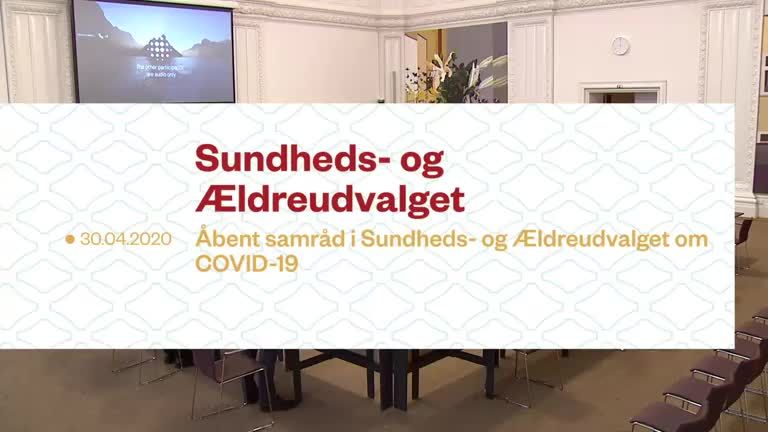 The other participants
are audio only
Sundheds- og
Ældreudvalget
30.04.2020
Åbent samråd i Sundheds- og Ældreudvalget om
COVID-19